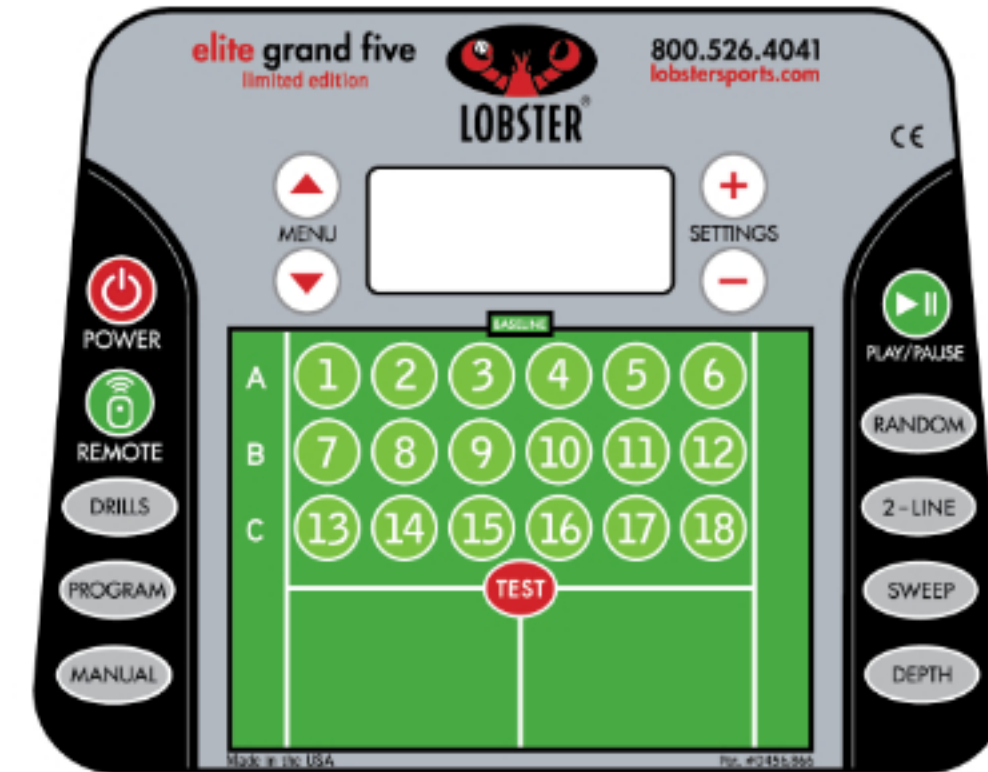 elite grand five
limited edition
LOBSTER®
800.526.4041
lobstersports.com
CE
MENU
+
SETTINGS
−
POWER
REMOTE
DRILLS
PROGRAM
MANUAL
BASELINE
A 1 2 3 4 5 6
B 7 8 9 10 11 12
C 13 14 15 16 17 18
TEST
PLAY/PAUSE
RANDOM
2-LINE
SWEEP
DEPTH
Made in the USA